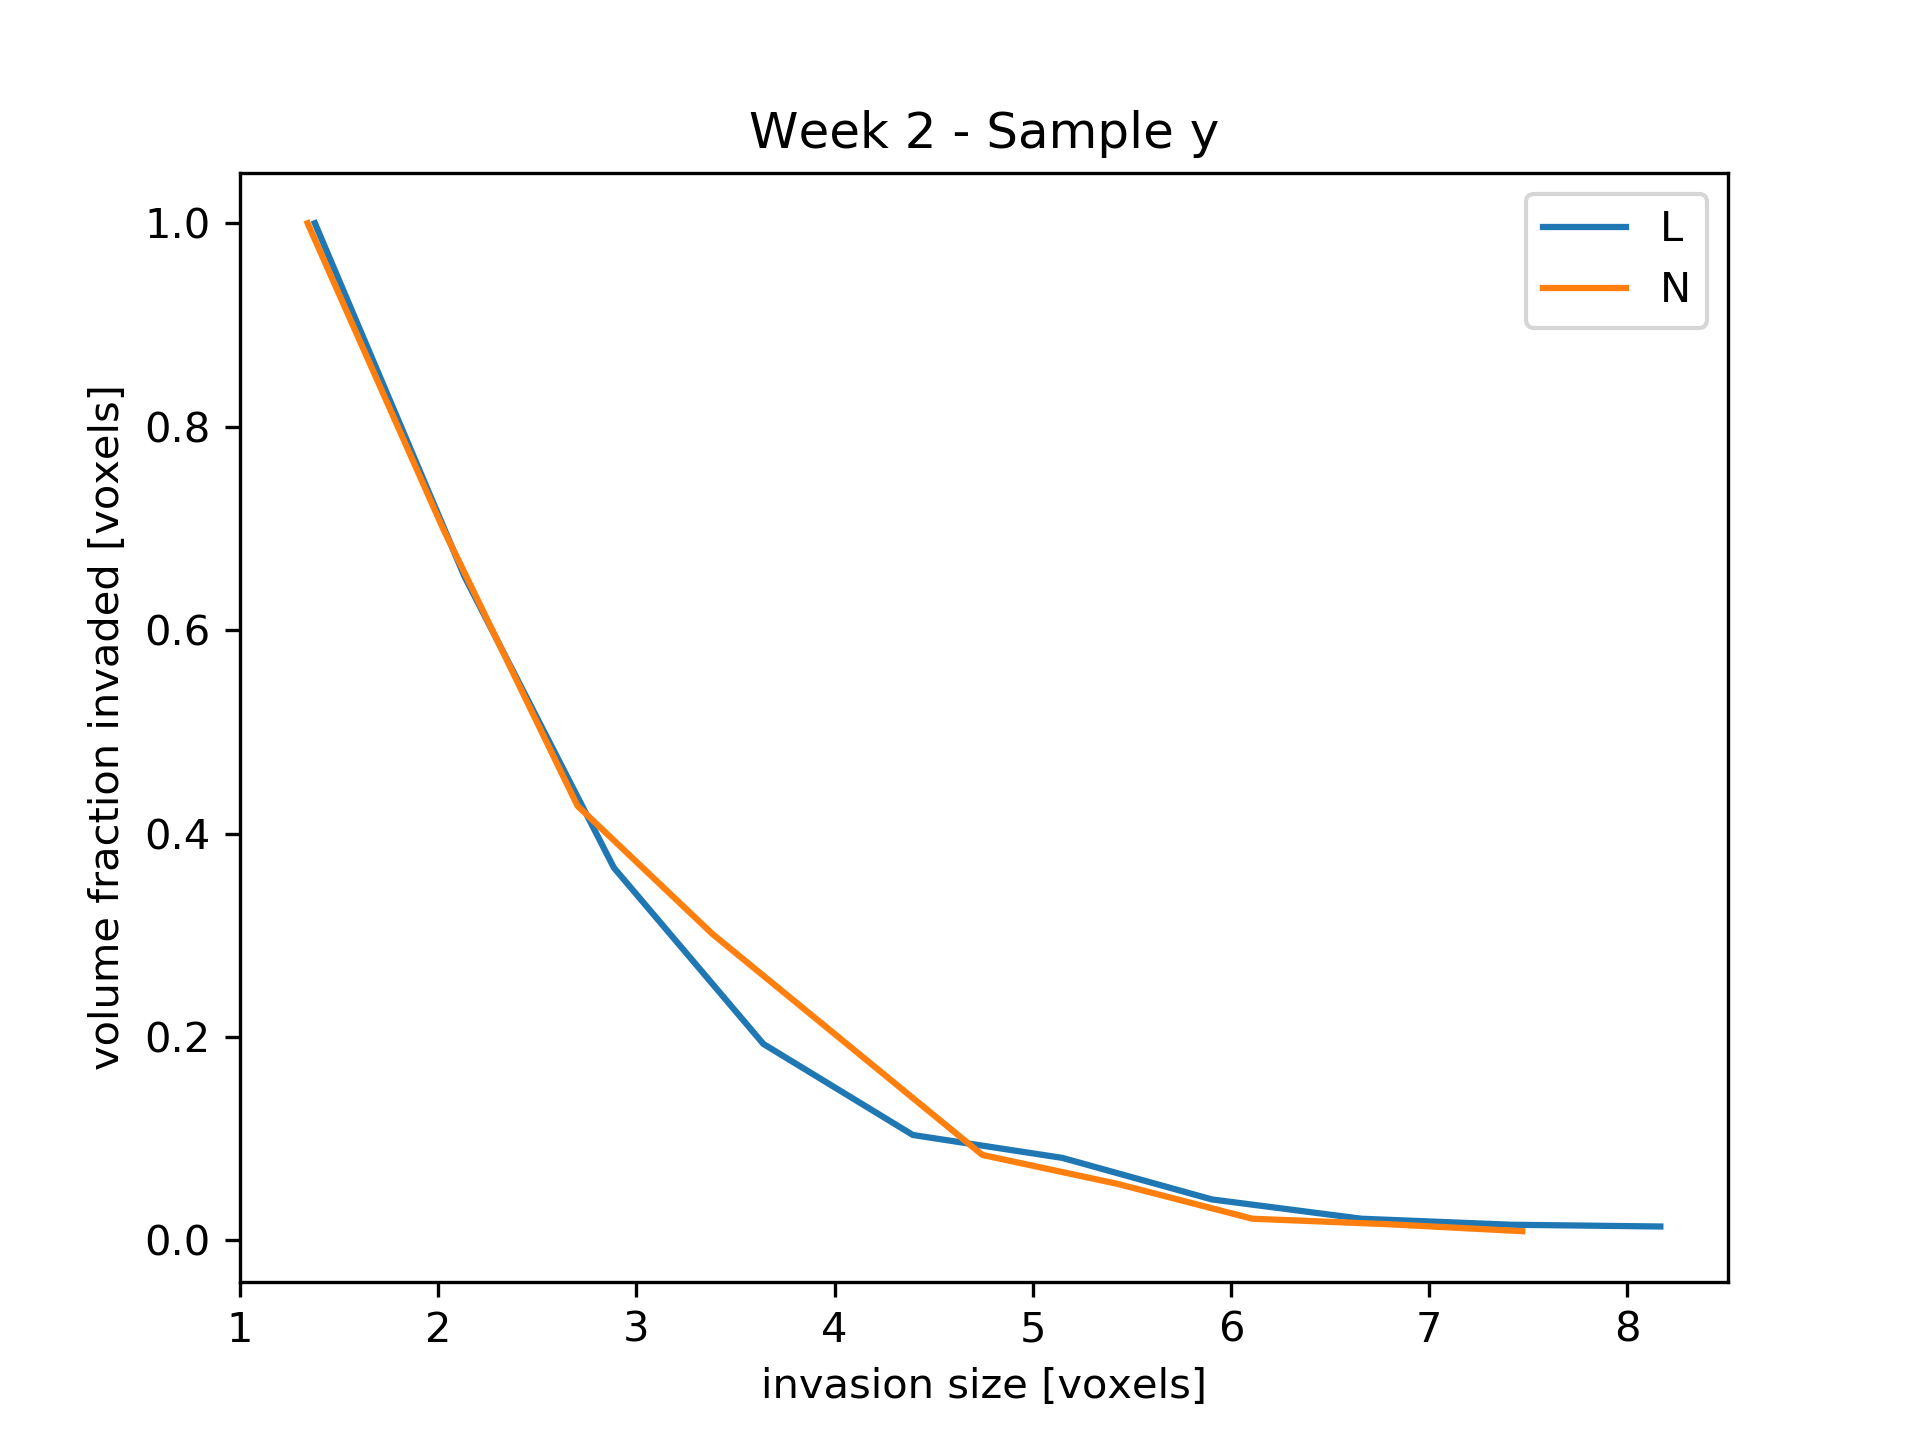 Week 2 - Sample y
L
N
1.0
0.8
0.6
0.4
0.2
0.0
volume fraction invaded [voxels]
1 2 3 4 5 6 7 8
invasion size [voxels]